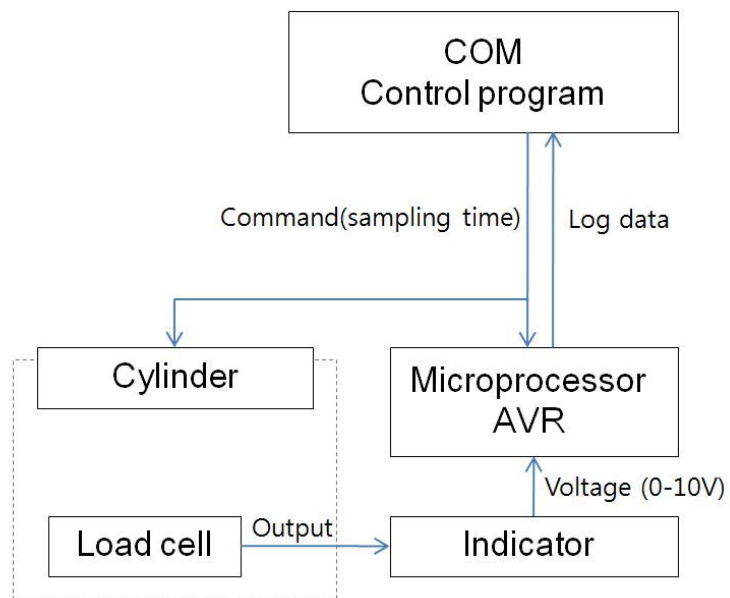 COM
Control program
Command(sampling time)
Log data
Cylinder
Microprocessor
AVR
Voltage (0-10V)
Load cell
Output
Indicator